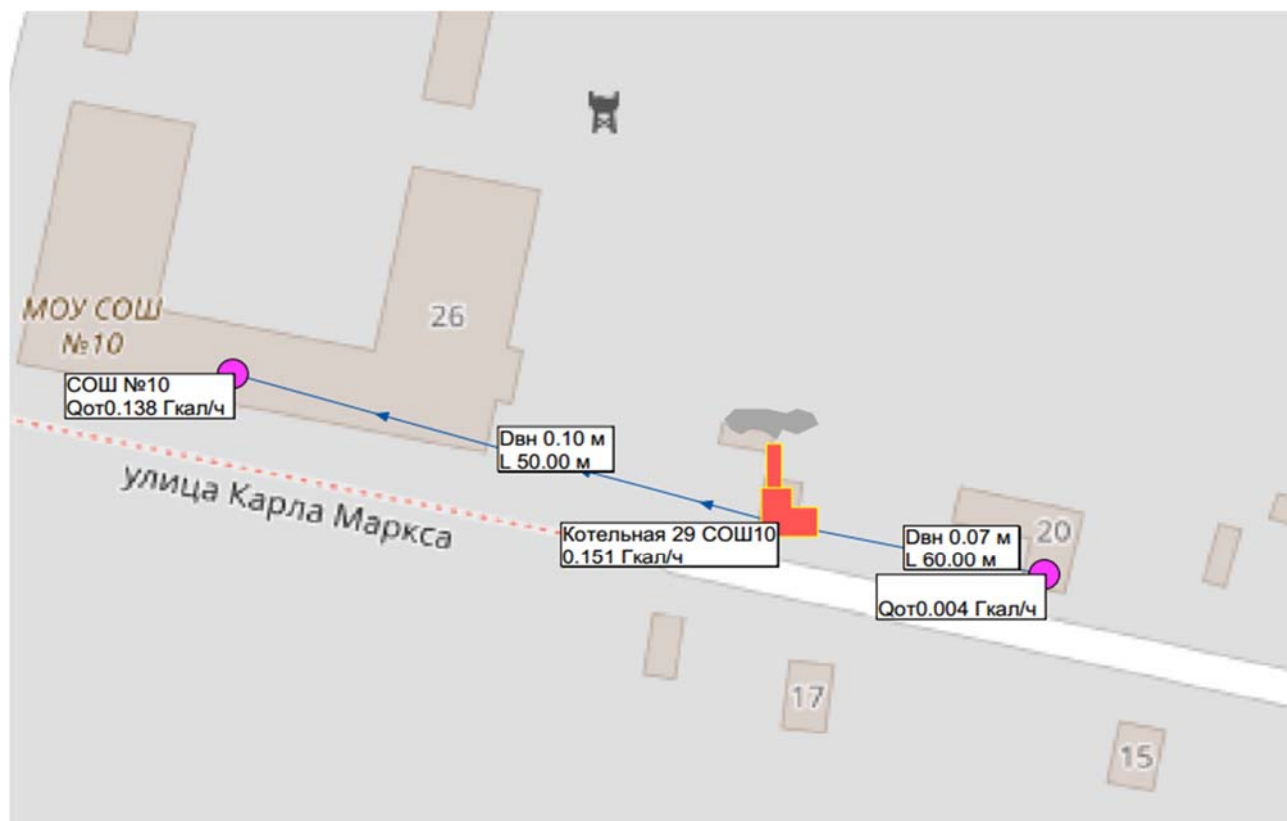 26
МОУ СОШ
№10
СОШ №10
Qот0.138 Гкал/ч
Dвн 0.10 м
L 50.00 м
улица Карла Маркса
Котельная 29 СОШ10
0.151 Гкал/ч
Dвн 0.07 м
L 60.00 м
20
Qот0.004 Гкал/ч
17
15